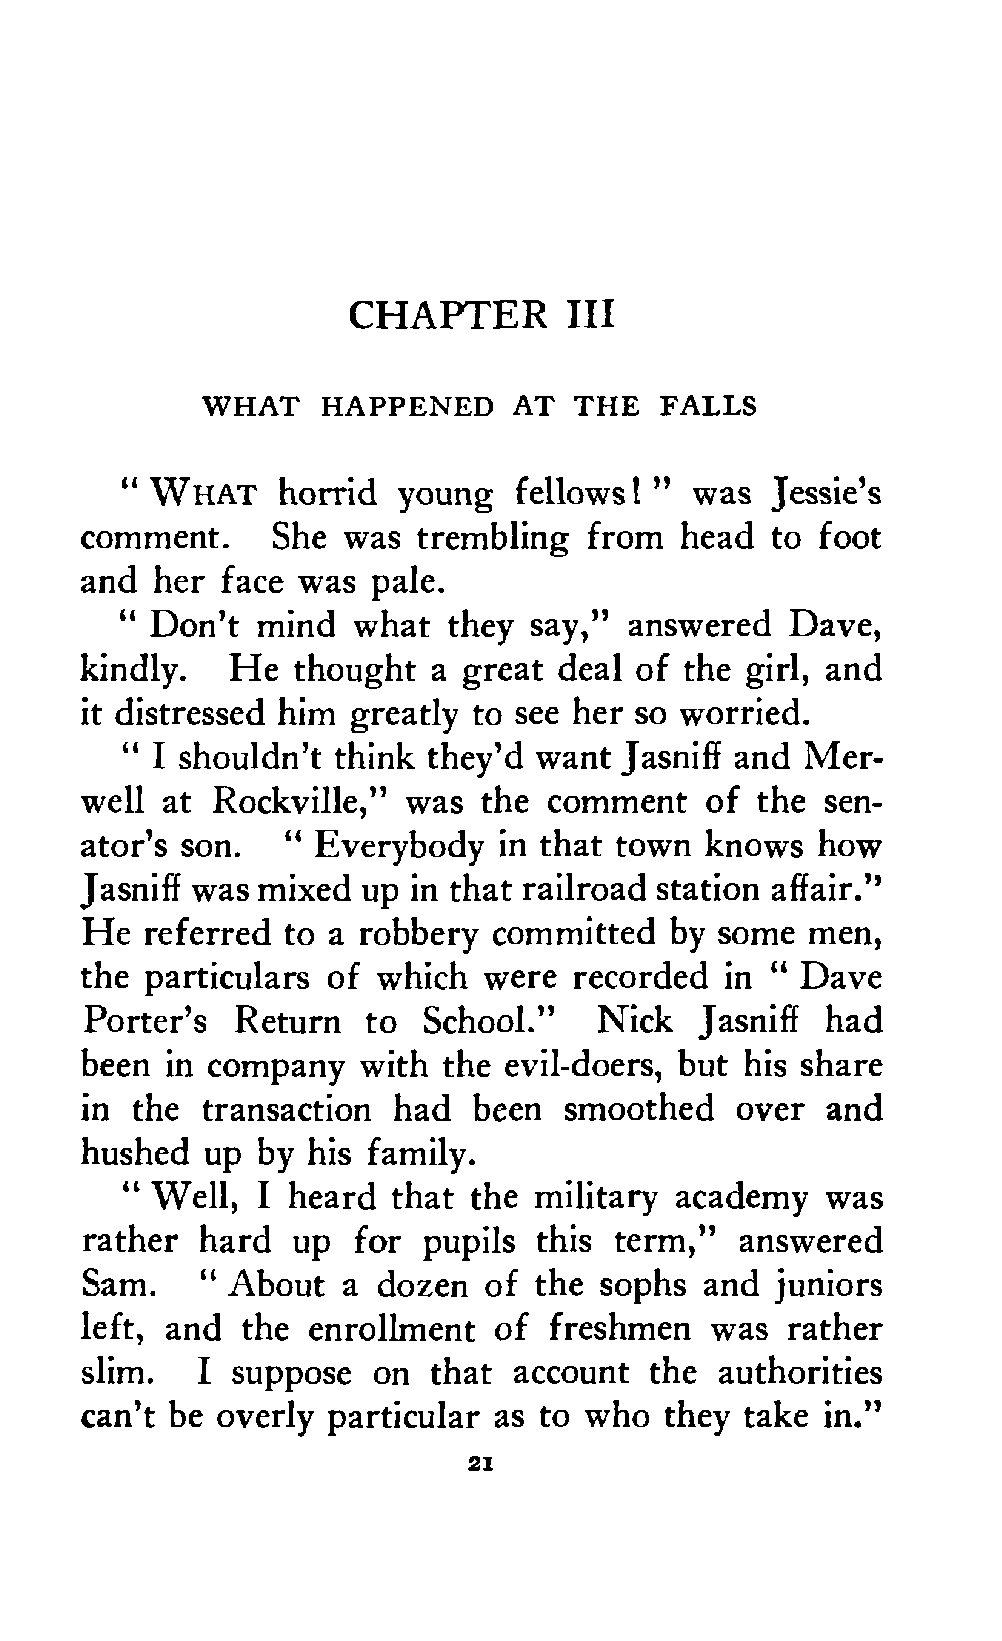 CHAPTER III
WHAT HAPPENED AT THE FALLS
" WHAT horrid young fellows! " was Jessie's
comment. She was trembling from head to foot
and her face was pale.
" Don't mind what they say," answered Dave,
kindly. He thought a great deal of the girl, and
it distressed him greatly to see her so worried.
" I shouldn't think they'd want Jasniff and Mer-
well at Rockville," was the comment of the sen-
ator's son. " Everybody in that town knows how
Jasniff was mixed up in that railroad station affair."
He referred to a robbery committed by some men,
the particulars of which were recorded in " Dave
Porter's Return to School." Nick Jasniff had
been in company with the evil-doers, but his share
in the transaction had been smoothed over and
hushed up by his family.
" Well, I heard that the military academy was
rather hard up for pupils this term," answered
Sam. " About a dozen of the sophs and juniors
left, and the enrollment of freshmen was rather
slim. I suppose on that account the authorities
can't be overly particular as to who they take in."
21